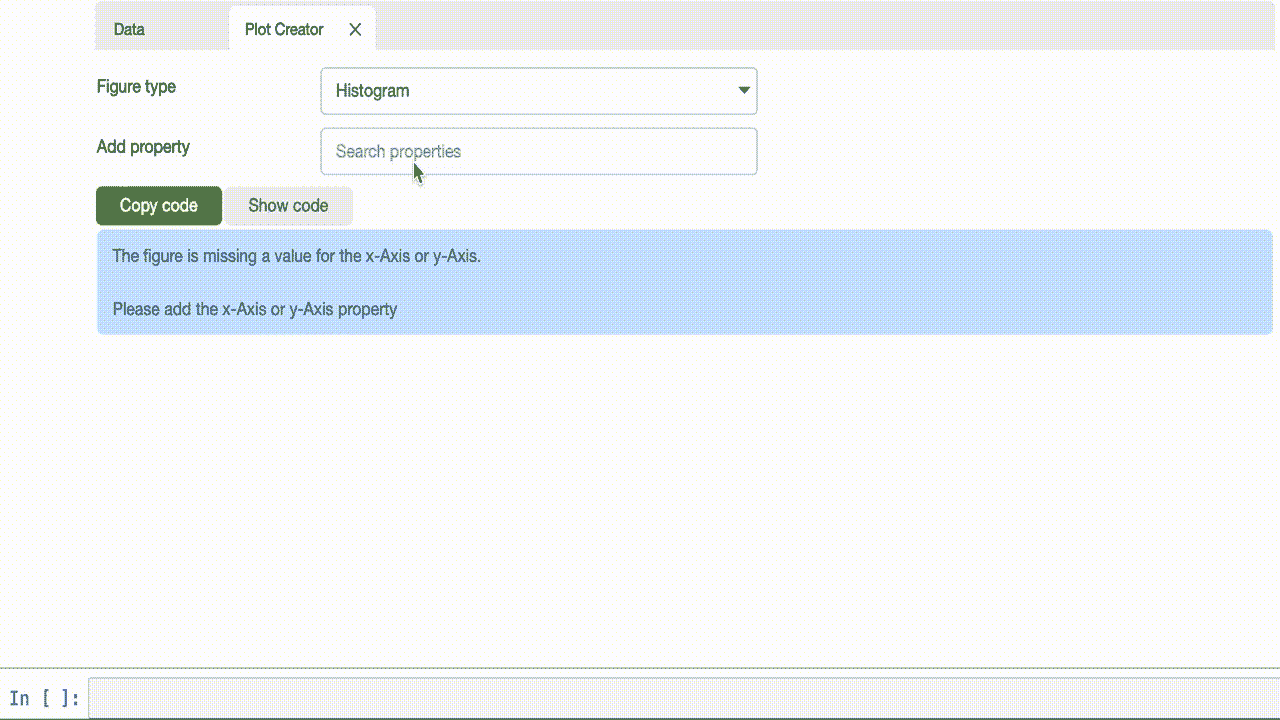 Data
Plot Creator
Figure type
Histogram
Add property
Search properties
Copy code
Show code
The figure is missing a value for the x-Axis or y-Axis.
Please add the x-Axis or y-Axis property
In [ ]: